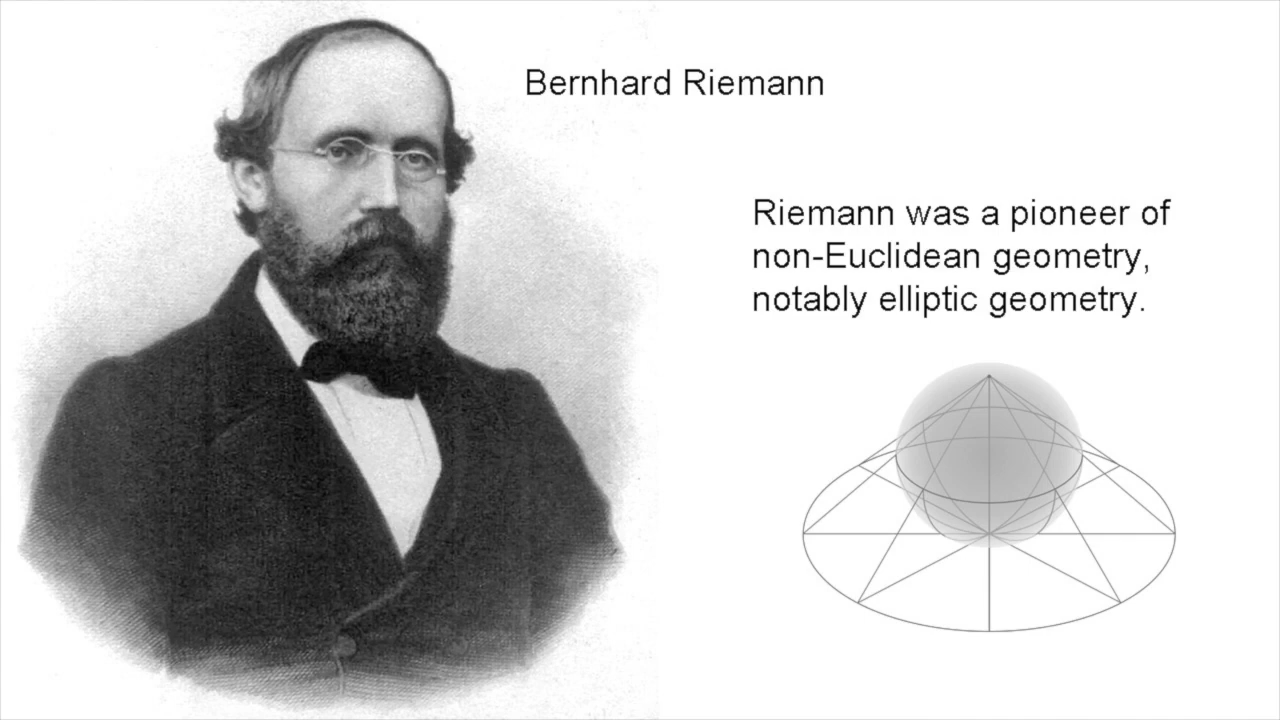 Bernhard Riemann
Riemann was a pioneer of
non-Euclidean geometry,
notably elliptic geometry.